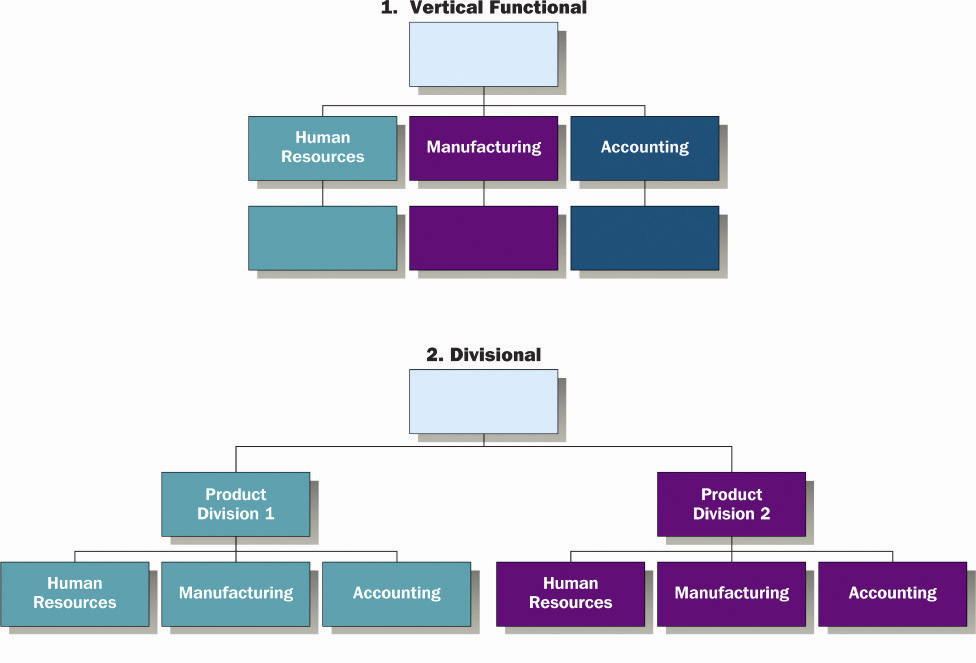 1. Vertical Functional
Human
Resources
Manufacturing
Accounting
2. Divisional
Product
Division 1
Product
Division 2
Human
Resources
Manufacturing
Accounting
Human
Resources
Manufacturing
Accounting